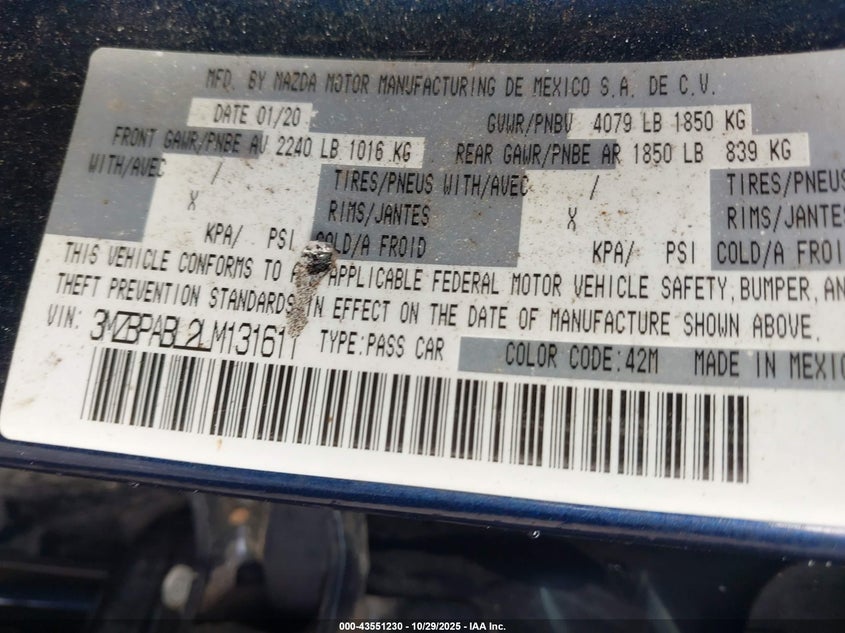 MFD. BY MAZDA MOTOR MANUFACTURING DE MEXICO S.A. DE C.V.
DATE 01/20 GVWR/PNBV 4079 LB 1850 KG
FRONT GAWR/PNBE AV 2240 LB 1016 KG REAR GAWR/PNBE AR 1850 LB 839 KG
WITH/AVEC / TIRES/PNEUS WITH/AVEC / TIRES/PNEUS
X RIMS/JANTES X RIMS/JANTES
KPA/ PSI COLD/A FROID KPA/ PSI COLD/A FROI
THIS VEHICLE CONFORMS TO APPLICABLE FEDERAL MOTOR VEHICLE SAFETY, BUMPER, AN
THEFT PREVENTION STANDARDS IN EFFECT ON THE DATE OF MANUFACTURE SHOWN ABOVE.
VIN: 3MZBPABL2LM131611 TYPE:PASS CAR COLOR CODE:42M MADE IN MEXIC
000-43551230 - 10/29/2025 - IAA Inc.